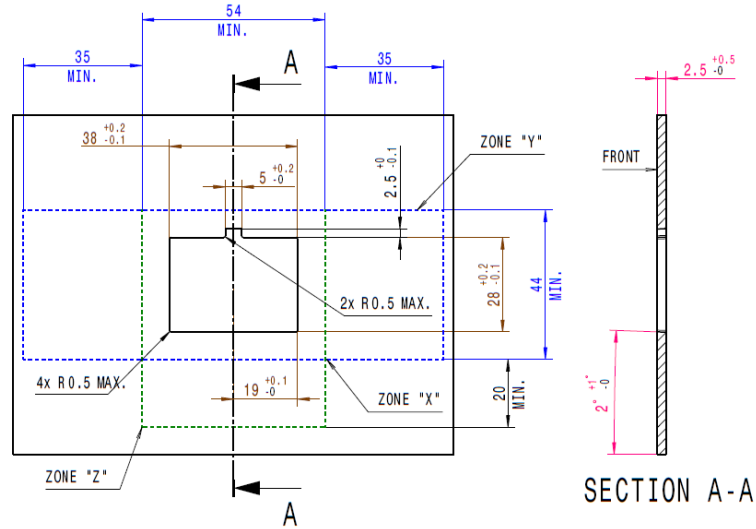 54
MIN.
35
MIN.
35
MIN.
A
2.5 +0.5 -0
38 +0.2 -0.1
ZONE "Y"
5 +0.2 -0
2.5 +0 -0.1
FRONT
28 +0.2 -0.1
44 MIN.
2x R0.5 MAX.
4x R0.5 MAX.
19 +0.1 -0
ZONE "X"
20 MIN.
2° +1° -0
ZONE "Z"
A
SECTION A-A